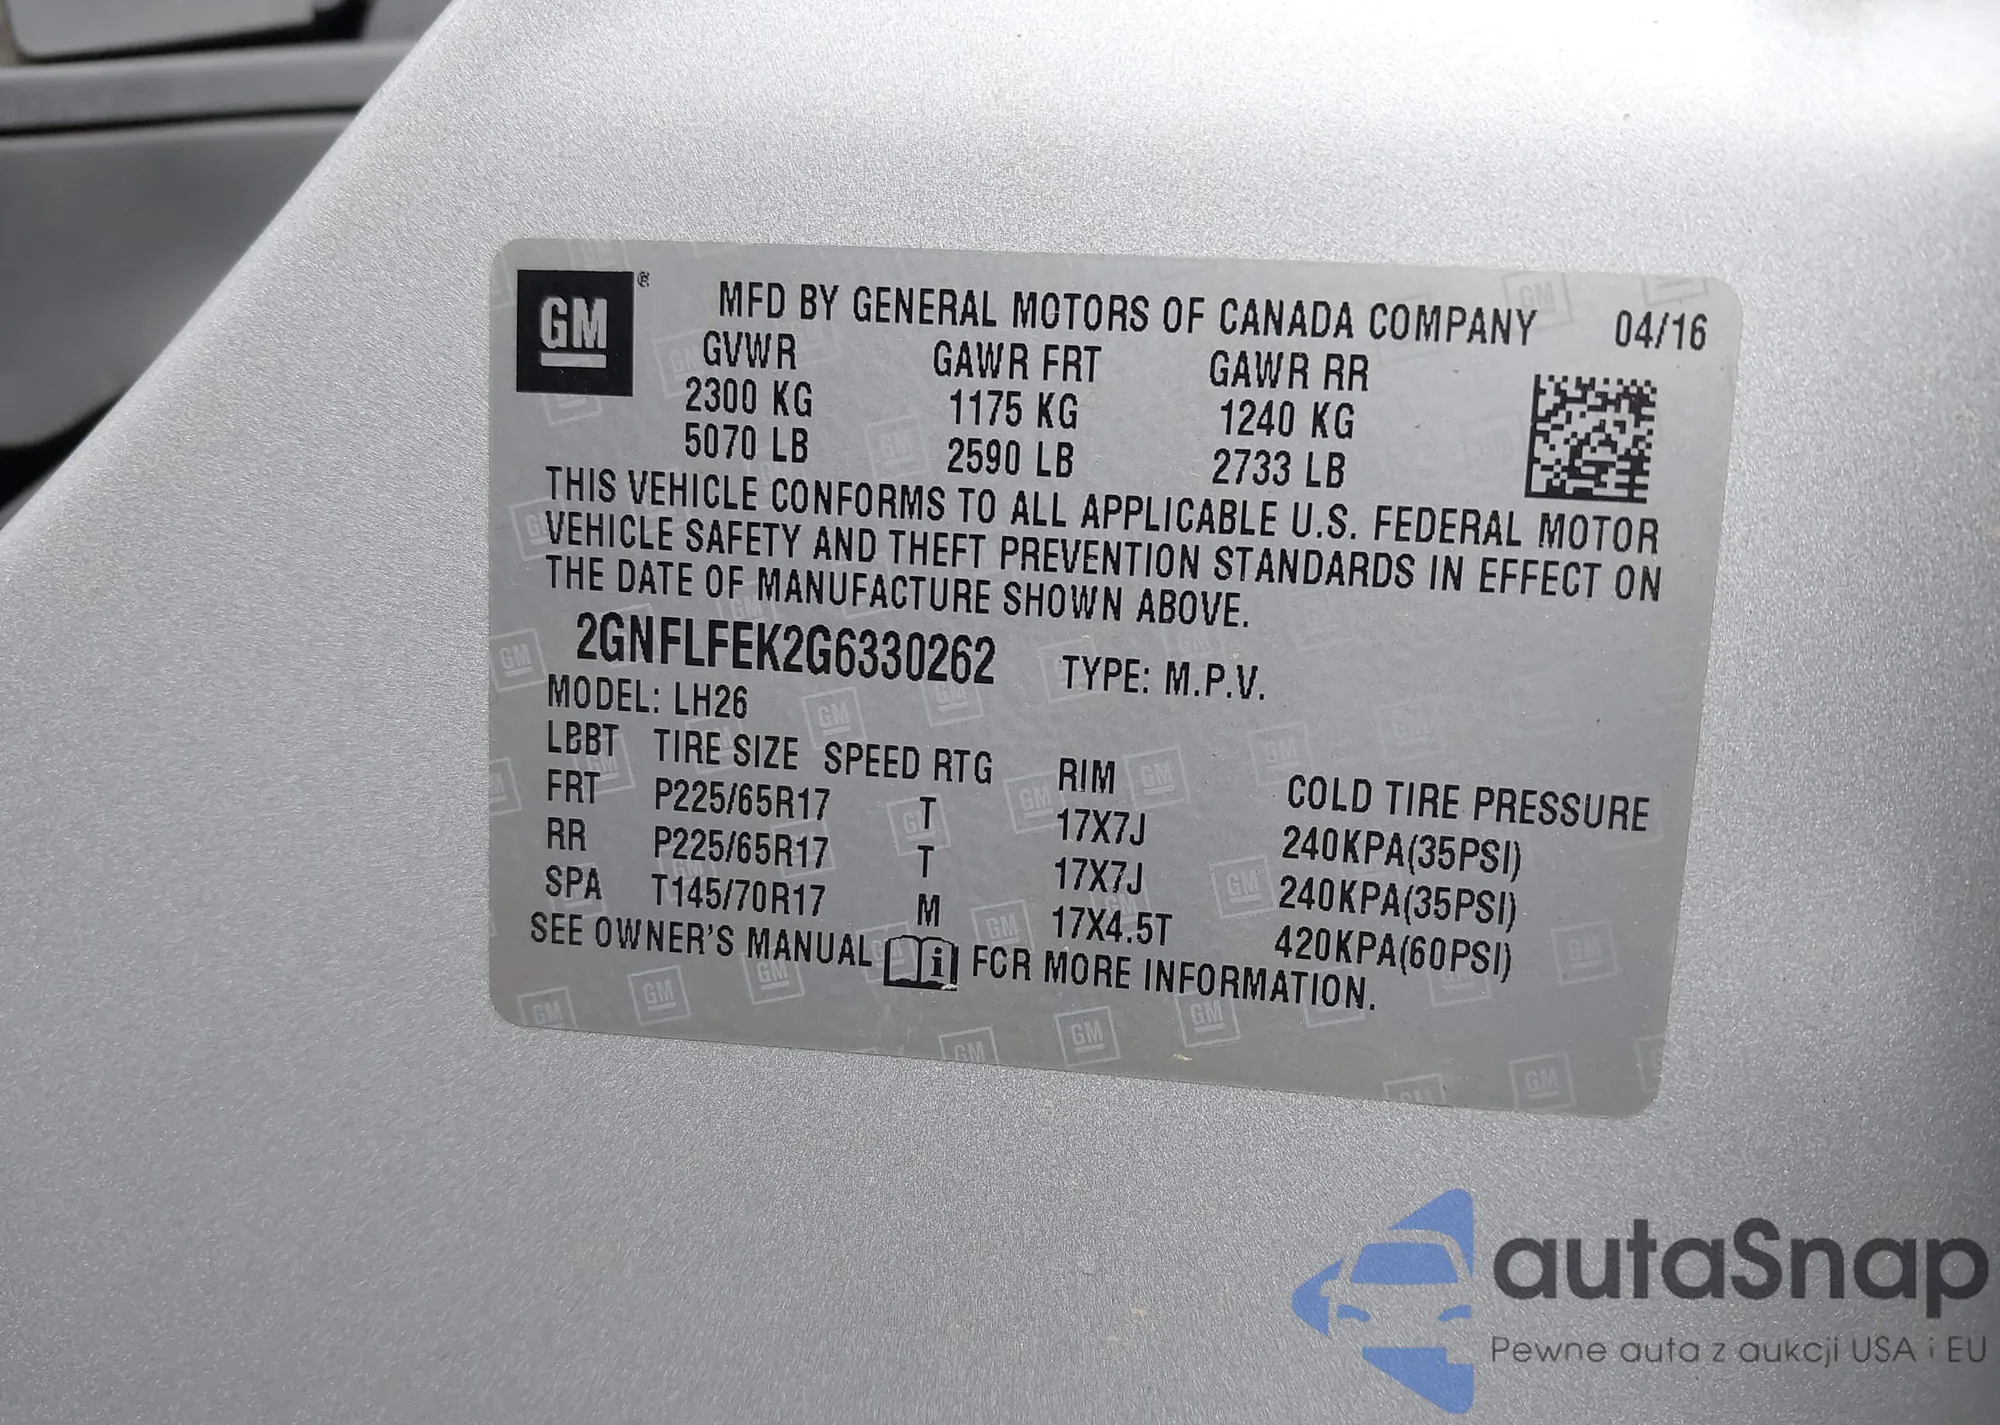 GM ® MFD BY GENERAL MOTORS OF CANADA COMPANY 04/16
GVWR GAWR FRT GAWR RR
2300 KG 1175 KG 1240 KG
5070 LB 2590 LB 2733 LB
THIS VEHICLE CONFORMS TO ALL APPLICABLE U.S. FEDERAL MOTOR
VEHICLE SAFETY AND THEFT PREVENTION STANDARDS IN EFFECT ON
THE DATE OF MANUFACTURE SHOWN ABOVE.
2GNFLFEK2G6330262 TYPE: M.P.V.
MODEL: LH26
LBBT TIRE SIZE SPEED RTG RIM COLD TIRE PRESSURE
FRT P225/65R17 T 17X7J 240KPA(35PSI)
RR P225/65R17 T 17X7J 240KPA(35PSI)
SPA T145/70R17 M 17X4.5T 420KPA(60PSI)
SEE OWNER'S MANUAL i FOR MORE INFORMATION.
autaSnap
Pewne auta z aukcji USA i EU